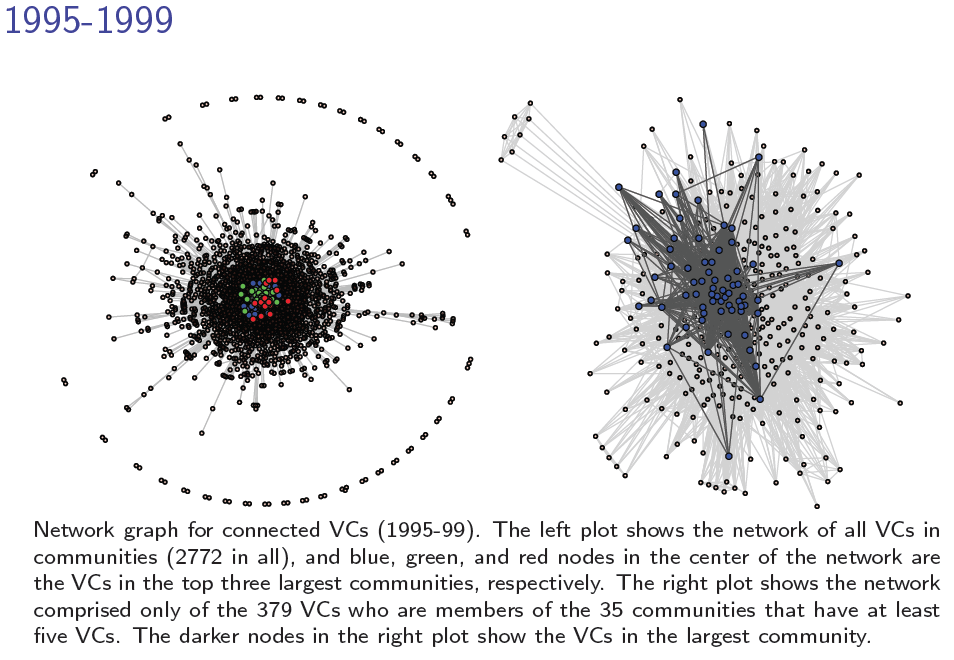 1995-1999
Network graph for connected VCs (1995-99). The left plot shows the network of all VCs in
communities (2772 in all), and blue, green, and red nodes in the center of the network are
the VCs in the top three largest communities, respectively. The right plot shows the network
comprised only of the 379 VCs who are members of the 35 communities that have at least
five VCs. The darker nodes in the right plot show the VCs in the largest community.